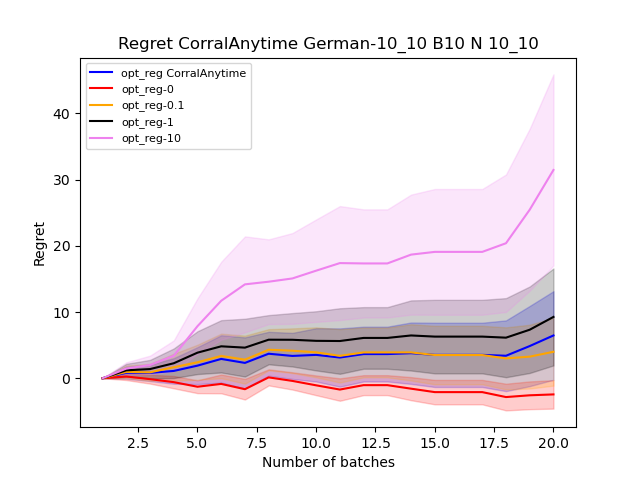 Regret CorralAnytime German-10_10 B10 N 10_10
opt_reg CorralAnytime
opt_reg-0
opt_reg-0.1
opt_reg-1
opt_reg-10
40
30
20
10
0
Regret
2.5 5.0 7.5 10.0 12.5 15.0 17.5 20.0
Number of batches